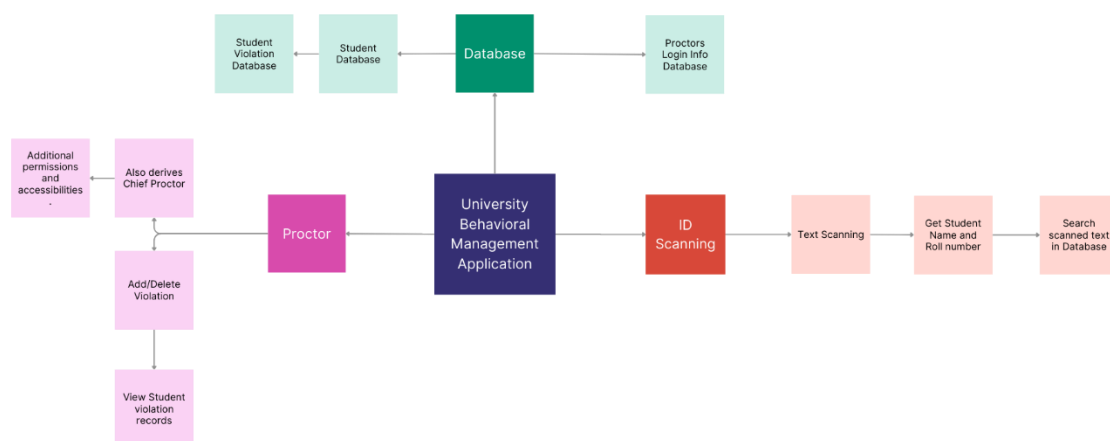 Student
Violation
Database
Student
Database
Database
Proctors
Login Info
Database
Additional
permissions
and
accessibilities
.
Also derives
Chief Proctor
Proctor
University
Behavioral
Management
Application
ID
Scanning
Text Scanning
Get Student
Name and
Roll number
Search
scanned text
in Database
Add/Delete
Violation
View Student
violation
records